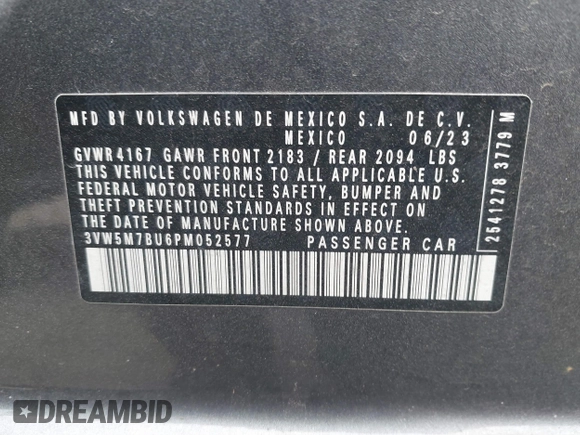 MFD BY VOLKSWAGEN DE MEXICO S.A. DE C.V.
MEXICO 06/23
GVWR4167 GAWR FRONT 2183 / REAR 2094 LBS
THIS VEHICLE CONFORMS TO ALL APPLICABLE U.S.
FEDERAL MOTOR VEHICLE SAFETY, BUMPER AND
THEFT PREVENTION STANDARDS IN EFFECT ON
THE DATE OF MANUFACTURE SHOWN ABOVE.
3VW5M7BU6PM052577 PASSENGER CAR
2541278 3779 M
DREAMBID